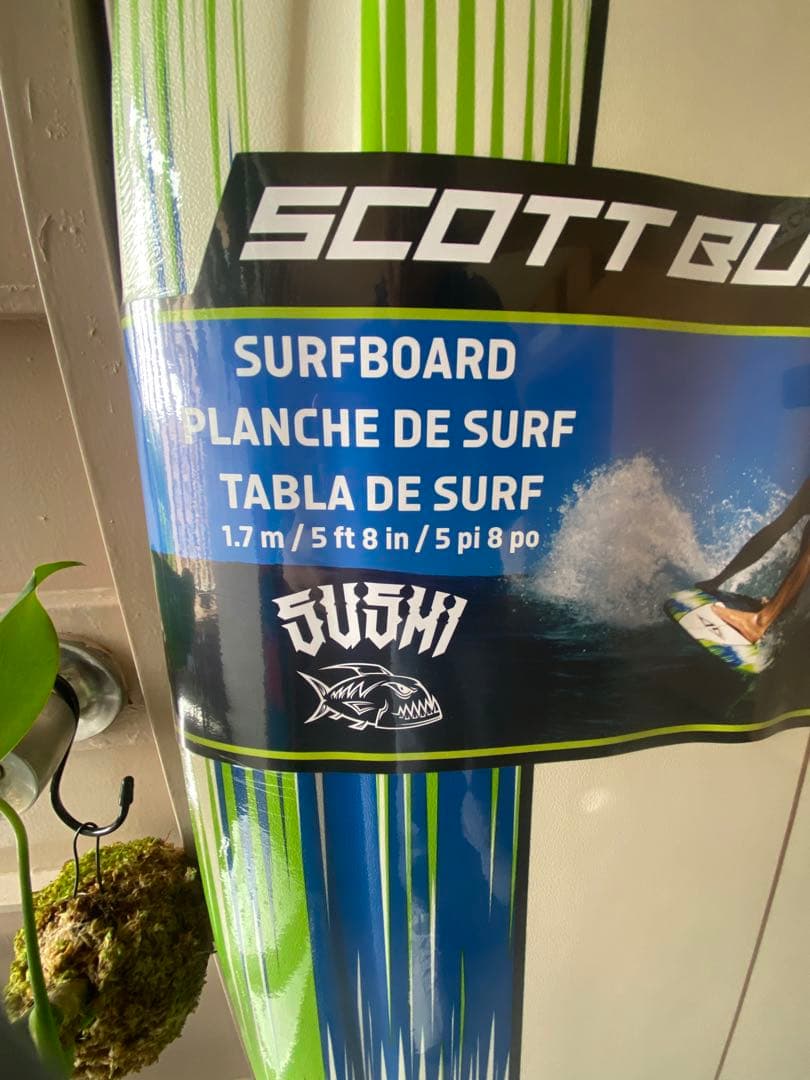 SCOTT
SURFBOARD
PLANCHE DE SURF
TABLA DE SURF
1.7 m / 5 ft 8 in / 5 pi 8 po
SUSHI